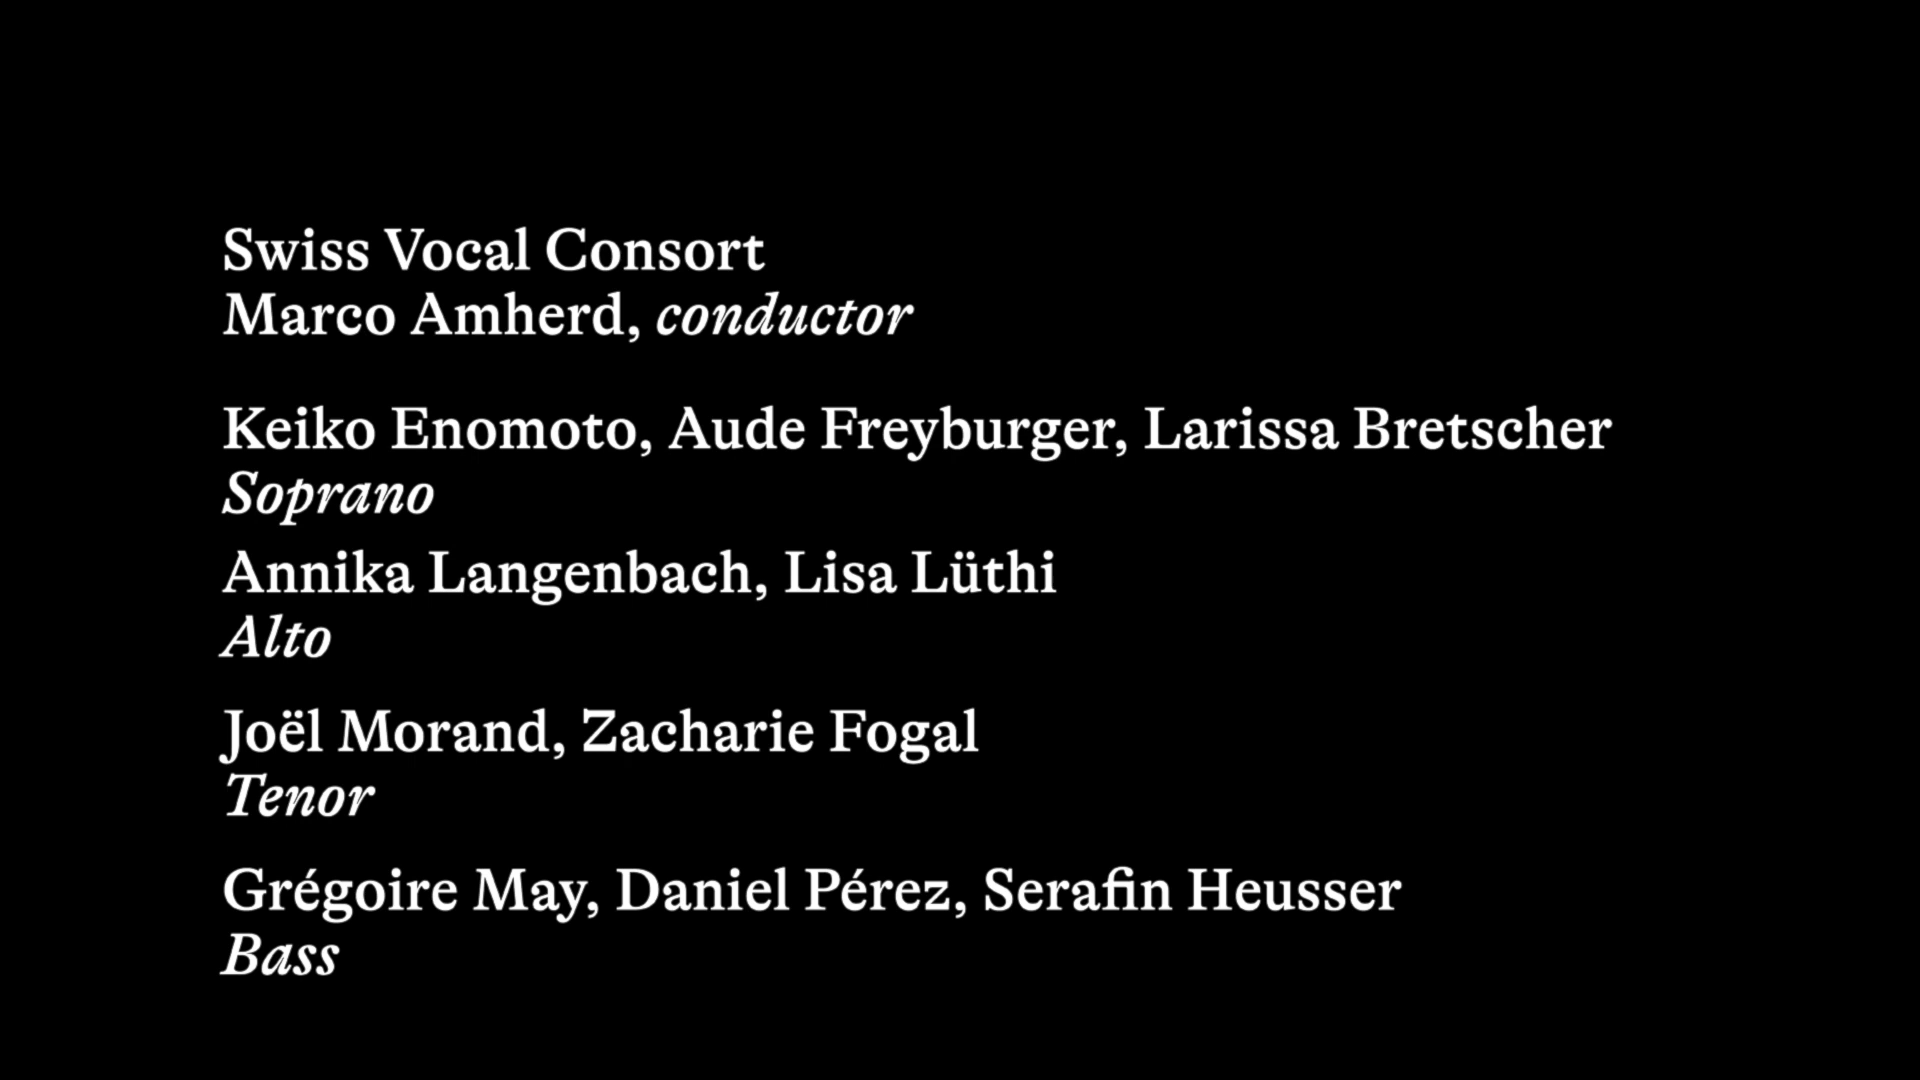 Swiss Vocal Consort
Marco Amherd, conductor
Keiko Enomoto, Aude Freyburger, Larissa Bretscher
Soprano
Annika Langenbach, Lisa Lüthi
Alto
Joël Morand, Zacharie Fogal
Tenor
Grégoire May, Daniel Pérez, Serafin Heusser
Bass